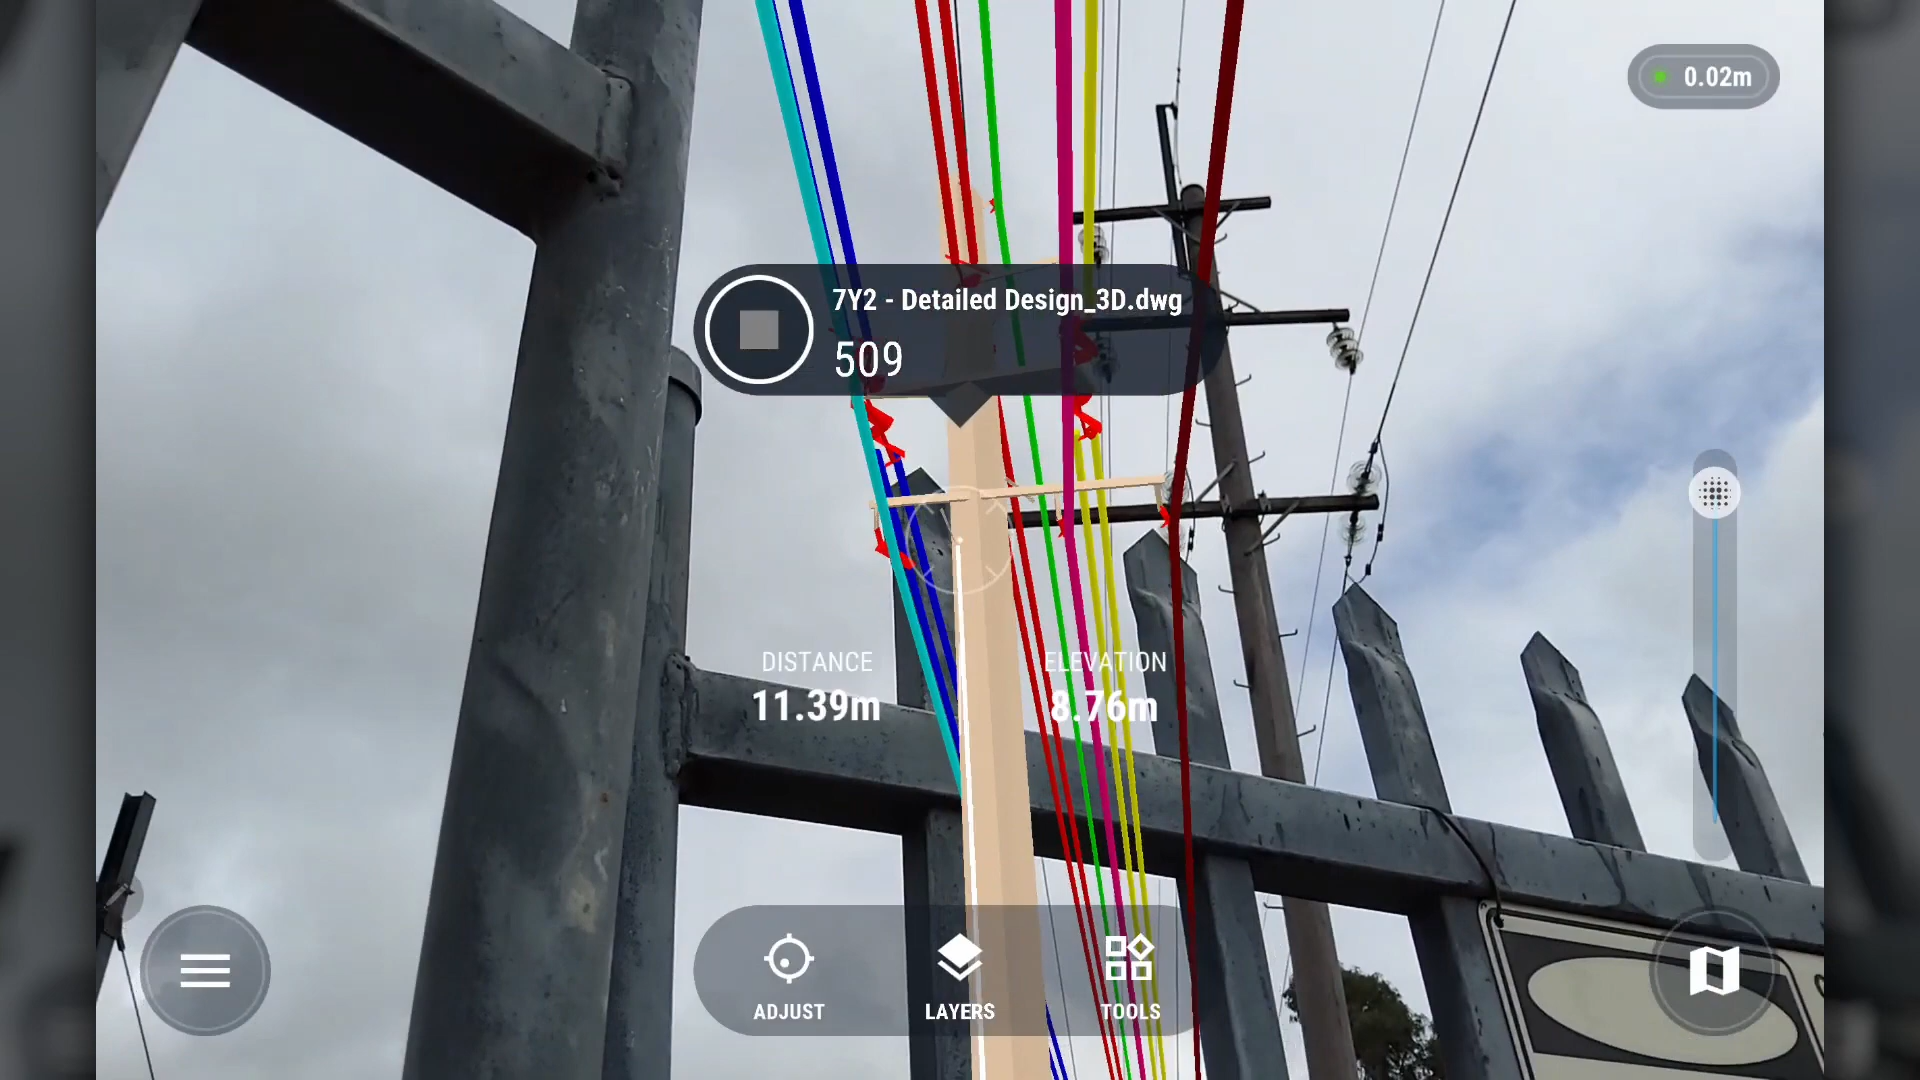 0.02m
7Y2 - Detailed Design_3D.dwg
509
DISTANCE
ELEVATION
11.39m
8.76m
ADJUST
LAYERS
TOOLS